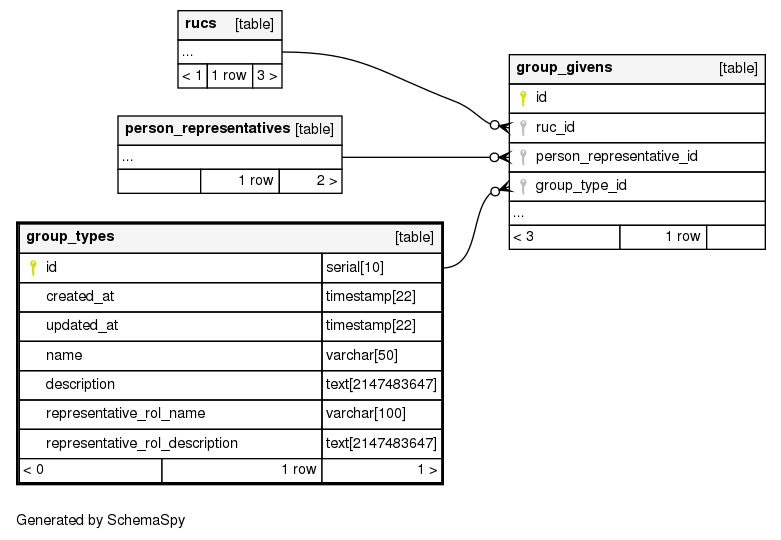 rucs [table]
...
< 1 1 row 3 >
group_givens [table]
id
ruc_id
person_representative_id
group_type_id
...
< 3 1 row
person_representatives [table]
...
1 row 2 >
group_types [table]
id serial[10]
created_at timestamp[22]
updated_at timestamp[22]
name varchar[50]
description text[2147483647]
representative_rol_name varchar[100]
representative_rol_description text[2147483647]
< 0 1 row 1 >
Generated by SchemaSpy